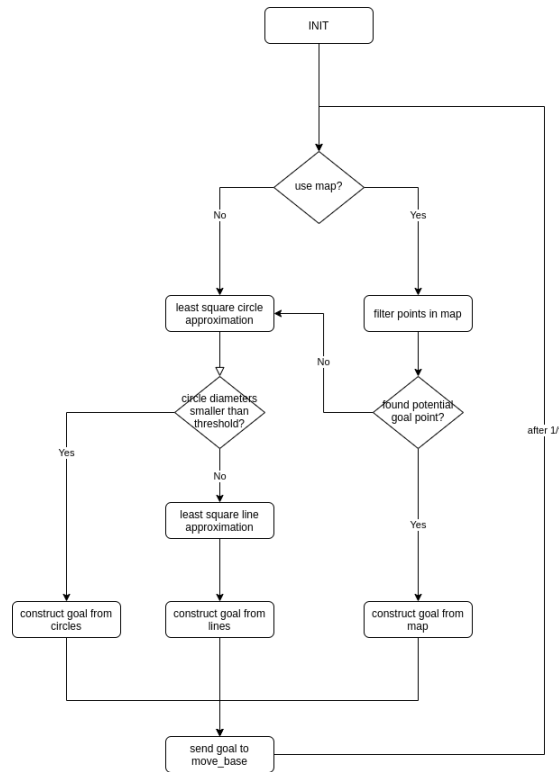 INIT
use map?
No
Yes
least square circle
approximation
filter points in map
No
circle diameters
smaller than
threshold?
found potential
goal point?
Yes
after 1/
No
least square line
approximation
Yes
construct goal from
circles
construct goal from
lines
construct goal from
map
send goal to
move_base